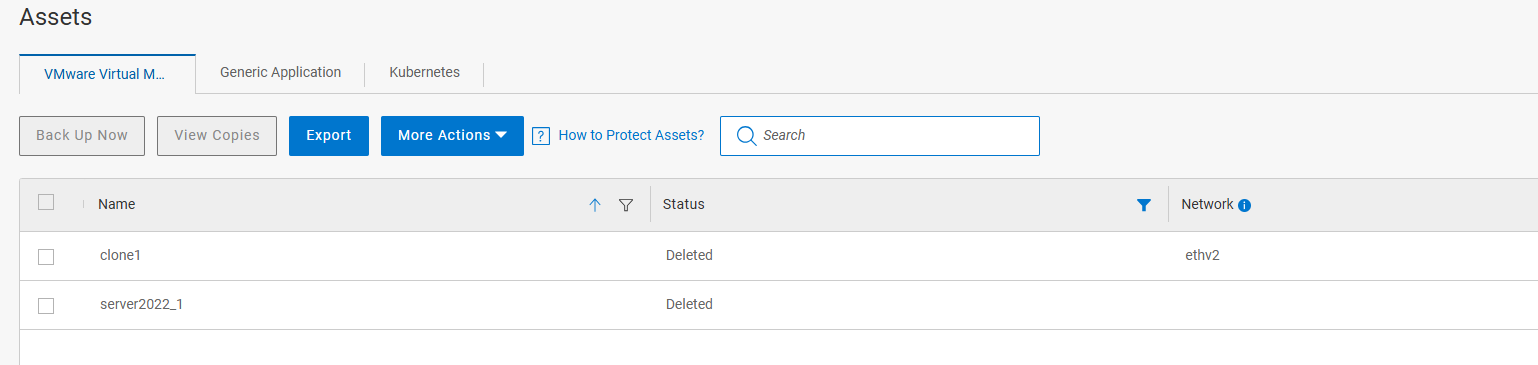 Assets
VMware Virtual M...
Generic Application
Kubernetes
Back Up Now
View Copies
Export
More Actions
? How to Protect Assets?
Search
Name
Status
Network i
clone1 Deleted ethv2
server2022_1 Deleted